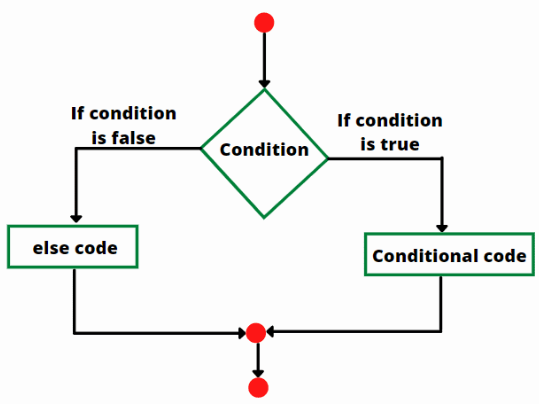 If condition
is false
If condition
is true
Condition
else code
Conditional code